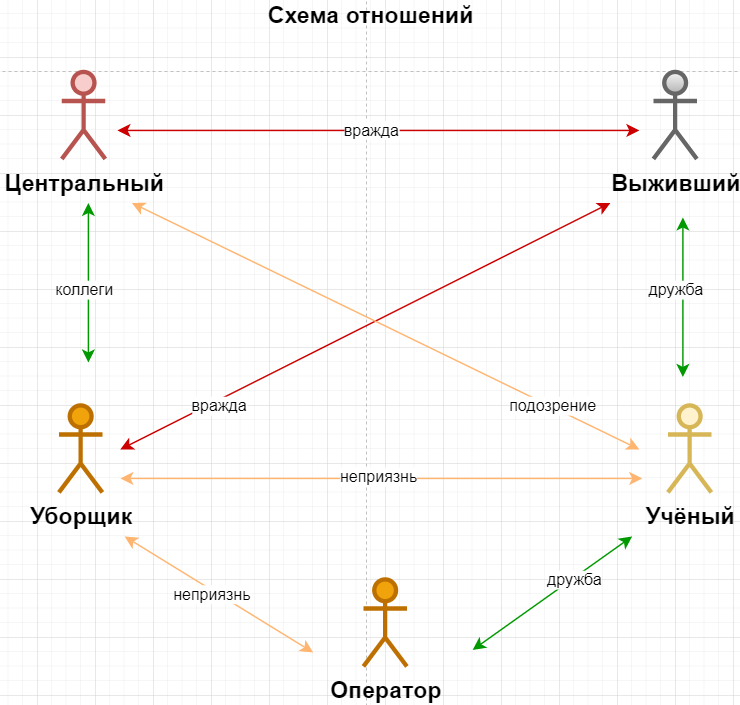 Схема отношений
вражда
Центральный
Выживший
коллеги
дружба
вражда
подозрение
неприязнь
Уборщик
Учёный
дружба
неприязнь
Оператор